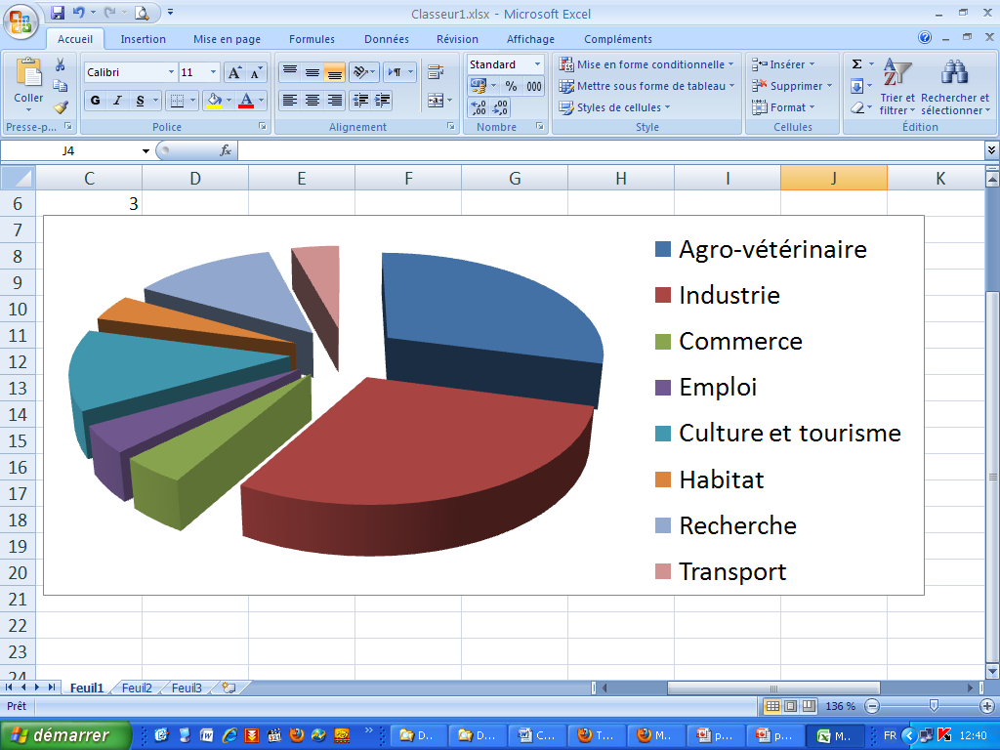 Classeur1.xlsx - Microsoft Excel
Accueil Insertion Mise en page Formules Données Révision Affichage Compléments
Coller
Calibri 11
G I S
Standard
% 000
Mise en forme conditionnelle
Mettre sous forme de tableau
Styles de cellules
Insérer
Supprimer
Format
Σ
Trier et filtrer
Rechercher et sélectionner
Presse-p... Police Alignement Nombre Style Cellules Édition
J4 fx
C D E F G H I J K
6 3
7
8
9
10
11
12
13
14
15
16
17
18
19
20
21
22
23
24
Agro-vétérinaire
Industrie
Commerce
Emploi
Culture et tourisme
Habitat
Recherche
Transport
Feuil1 Feuil2 Feuil3
Prêt 136 %
démarrer » D... D... C... T... M... p... p... M... FR 12:40